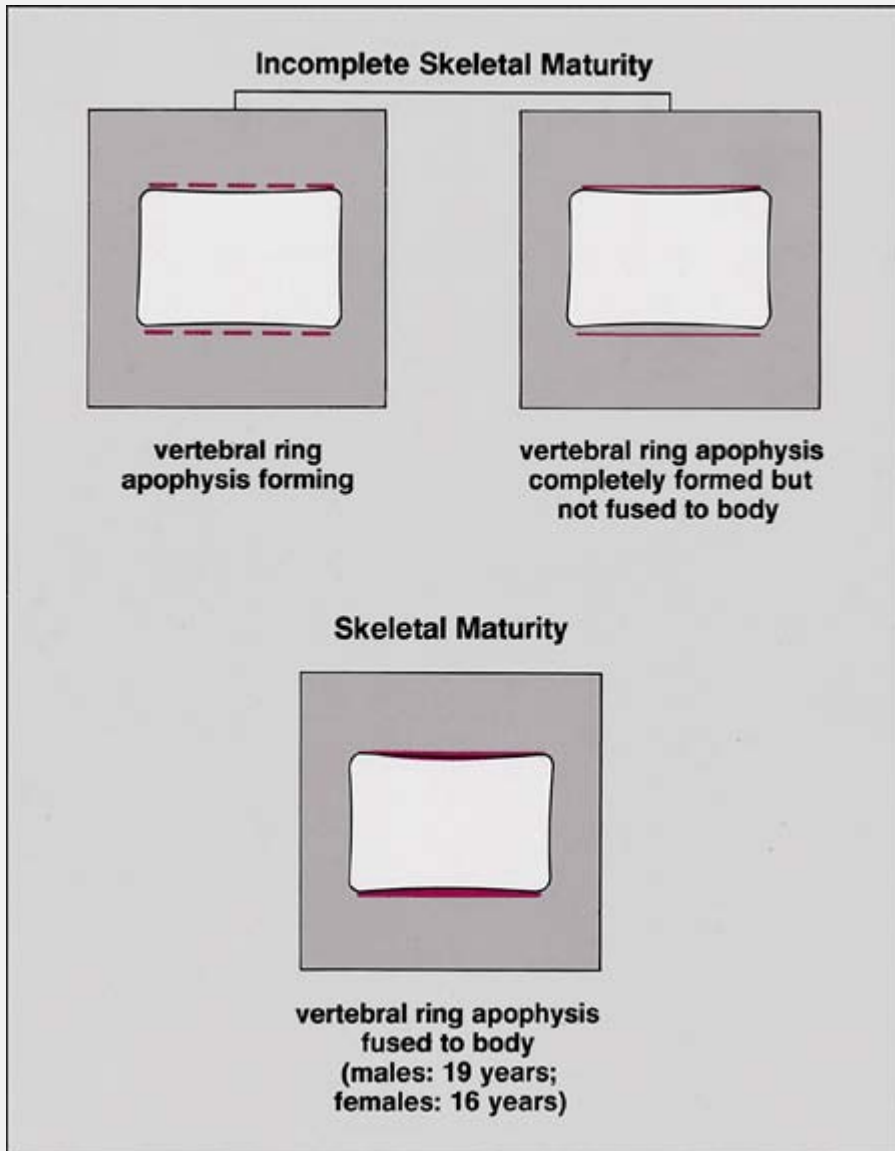 Incomplete Skeletal Maturity
vertebral ring
apophysis forming
vertebral ring apophysis
completely formed but
not fused to body
Skeletal Maturity
vertebral ring apophysis
fused to body
(males: 19 years;
females: 16 years)